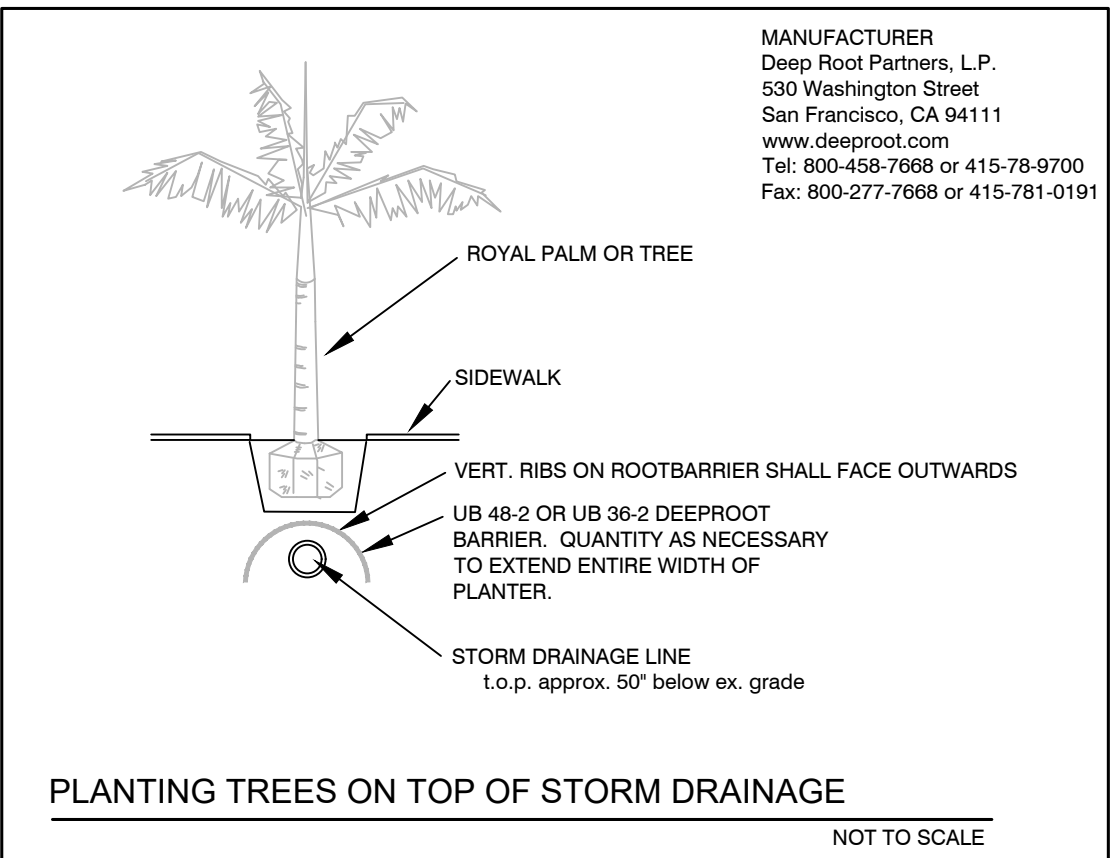 MANUFACTURER
Deep Root Partners, L.P.
530 Washington Street
San Francisco, CA 94111
www.deeproot.com
Tel: 800-458-7668 or 415-78-9700
Fax: 800-277-7668 or 415-781-0191
ROYAL PALM OR TREE
SIDEWALK
VERT. RIBS ON ROOTBARRIER SHALL FACE OUTWARDS
UB 48-2 OR UB 36-2 DEEPROOT
BARRIER. QUANTITY AS NECESSARY
TO EXTEND ENTIRE WIDTH OF
PLANTER.
STORM DRAINAGE LINE
t.o.p. approx. 50" below ex. grade
PLANTING TREES ON TOP OF STORM DRAINAGE
NOT TO SCALE